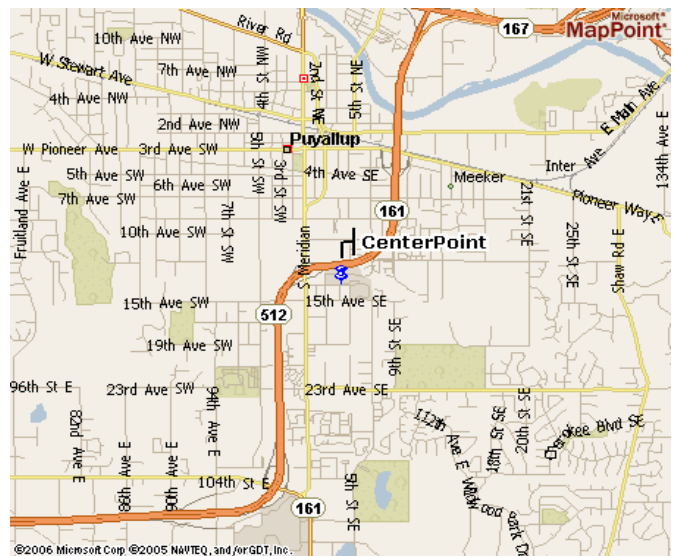 River Rd
167
Microsoft®
MapPoint®
10th Ave NW
W Stewart Ave
7th Ave NW
4th St NW
2nd St NE
5th St NE
4th Ave NW
2nd Ave NW
E Main Ave
Puyallup
W Pioneer Ave
3rd Ave SW
5th St SW
3rd St SW
4th Ave SE
Inter Ave
134th Ave E
5th Ave SW
6th Ave SW
7th Ave SW
Meeker
Pioneer Way E
Fruitland Ave E
7th St SW
161
21st St SE
25th St SE
Shaw Rd E
10th Ave SW
S Meridian
CenterPoint
15th Ave SW
512
15th Ave SE
19th Ave SW
9th St SE
96th St E
23rd Ave SW
94th Ave E
23rd Ave SE
82nd Ave E
86th Ave E
90th Ave E
112th Ave E
18th St SE
20th St SE
Cherokee Blvd SE
Wildwood Park Dr
104th St E
161
5th St SE
©2006 Microsoft Corp ©2005 NAVTEQ, and/or GDT, Inc.